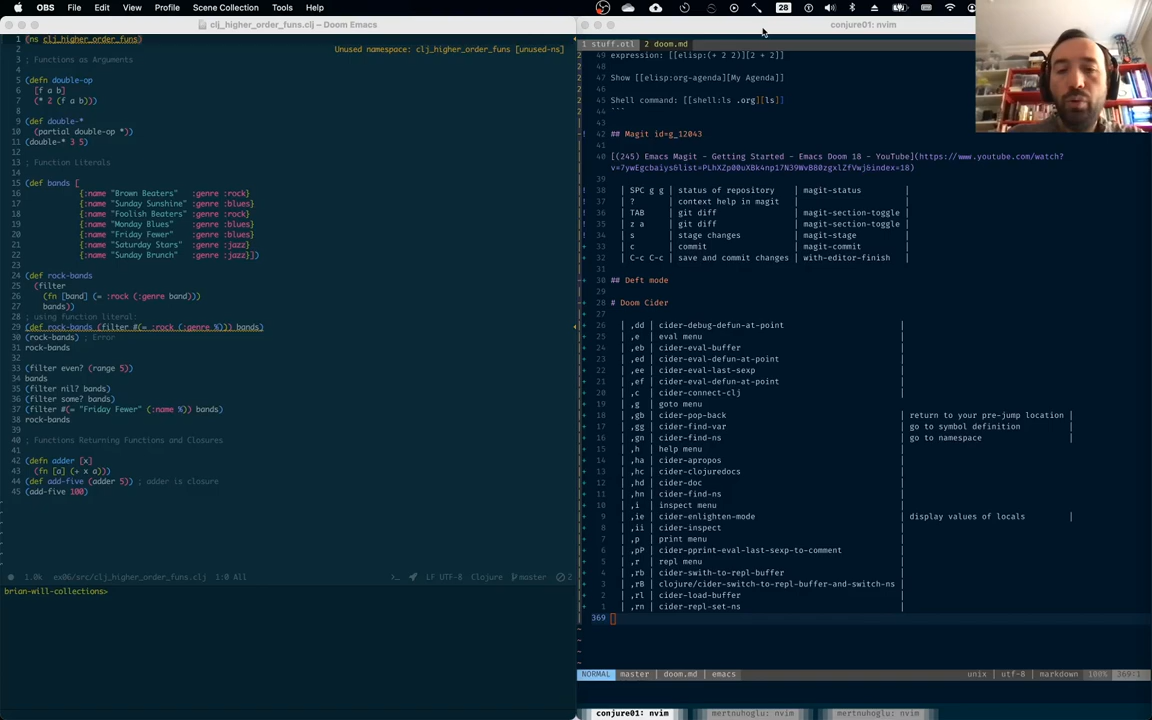 OBS File Edit View Profile Scene Collection Tools Help
28
clj_higher_order_funs.clj – Doom Emacs
1 (ns clj_higher_order_funs)
Unused namespace: clj_higher_order_funs [unused-ns]
3 ; Functions as Arguments
5 (defn double-op
6 [f a b]
7 (* 2 (f a b)))
9 (def double-*
10 (partial double-op *))
11 (double-* 3 5)
13 ; Function Literals
15 (def bands [
16 {:name "Brown Beaters" :genre :rock}
17 {:name "Sunday Sunshine" :genre :blues}
18 {:name "Foolish Beaters" :genre :rock}
19 {:name "Monday Blues" :genre :blues}
20 {:name "Friday Fewer" :genre :blues}
21 {:name "Saturday Stars" :genre :jazz}
22 {:name "Sunday Brunch" :genre :jazz}])
23
24 (def rock-bands
25 (filter
26 (fn [band] (= :rock (:genre band)))
27 bands))
28 ; using function literal:
29 (def rock-bands (filter #(= :rock (:genre %))) bands)
30 (rock-bands) ; Error
31 rock-bands
32
33 (filter even? (range 5))
34 bands
35 (filter nil? bands)
36 (filter some? bands)
37 (filter #(= "Friday Fewer" (:name %)) bands)
38 rock-bands
40 ; Functions Returning Functions and Closures
42 (defn adder [x]
43 (fn [a] (+ x a)))
44 (def add-five (adder 5)) ; adder is closure
45 (add-five 100)
1.0k ex06/src/clj_higher_order_funs.clj 1:0 All LF UTF-8 Clojure master 2
brian-will-collections>
conjure01: nvim
1 stuff.otl 2 doom.md
49 expression: [[elisp:(+ 2 2)][2 + 2]]
48
47 Show [[elisp:org-agenda][My Agenda]]
46
45 Shell command: [[shell:ls .org][ls]]
44 ```
43
42 ## Magit id=g_12043
40 [(245) Emacs Magit - Getting Started - Emacs Doom 18 - YouTube](https://www.youtube.com/watch?
v=7ywEgcbaiys&list=PLhXZp00uXBk4np17N39WvB80zgxlZfVwj&index=18)
39
38 | SPC g g | status of repository | magit-status |
37 | ? | context help in magit | |
36 | TAB | git diff | magit-section-toggle |
35 | z a | git diff | magit-section-toggle |
34 | s | stage changes | magit-stage |
33 | c | commit | magit-commit |
32 | C-c C-c | save and commit changes | with-editor-finish |
31
30 ## Deft mode
29
28 # Doom Cider
27
26 | ,dd | cider-debug-defun-at-point |
25 | ,e | eval menu |
24 | ,eb | cider-eval-buffer |
23 | ,ed | cider-eval-defun-at-point |
22 | ,ee | cider-eval-last-sexp |
21 | ,ef | cider-eval-defun-at-point |
20 | ,c | cider-connect-clj |
19 | ,g | goto menu |
18 | ,gb | cider-pop-back | return to your pre-jump location |
17 | ,gg | cider-find-var | go to symbol definition |
16 | ,gn | cider-find-ns | go to namespace |
15 | ,h | help menu |
14 | ,ha | cider-apropos |
13 | ,hc | cider-clojuredocs |
12 | ,hd | cider-doc |
11 | ,hn | cider-find-ns |
10 | ,i | inspect menu |
9 | ,ie | cider-enlighten-mode | display values of locals |
8 | ,ii | cider-inspect |
7 | ,p | print menu |
6 | ,pP | cider-pprint-eval-last-sexp-to-comment |
5 | ,r | repl menu |
4 | ,rb | cider-swith-to-repl-buffer |
3 | ,rB | clojure/cider-switch-to-repl-buffer-and-switch-ns |
2 | ,rl | cider-load-buffer |
1 | ,rn | cider-repl-set-ns |
369
NORMAL master | doom.md | emacs unix | utf-8 | markdown 100% 369:1
conjure01: nvim mertnuhoglu: nvim mertnuhoglu: nvim